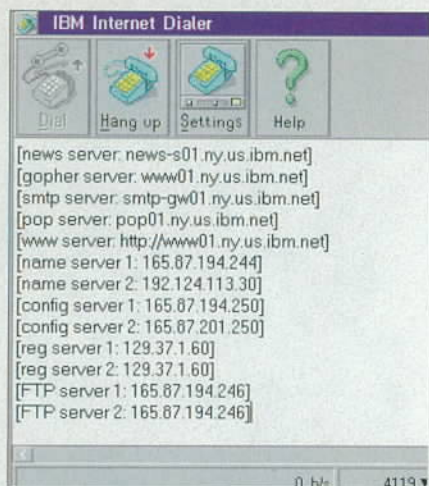 IBM Internet Dialer
Dial
Hang up
Settings
Help
[news server: news-s01.ny.us.ibm.net]
[gopher server: www01.ny.us.ibm.net]
[smtp server: smtp-gw01.ny.us.ibm.net]
[pop server: pop01.ny.us.ibm.net]
[www server: http://www01.ny.us.ibm.net]
[name server 1: 165.87.194.244]
[name server 2: 192.124.113.30]
[config server 1: 165.87.194.250]
[config server 2: 165.87.201.250]
[reg server 1: 129.37.1.60]
[reg server 2: 129.37.1.60]
[FTP server 1: 165.87.194.246]
[FTP server 2: 165.87.194.246]
0 b/s
4119